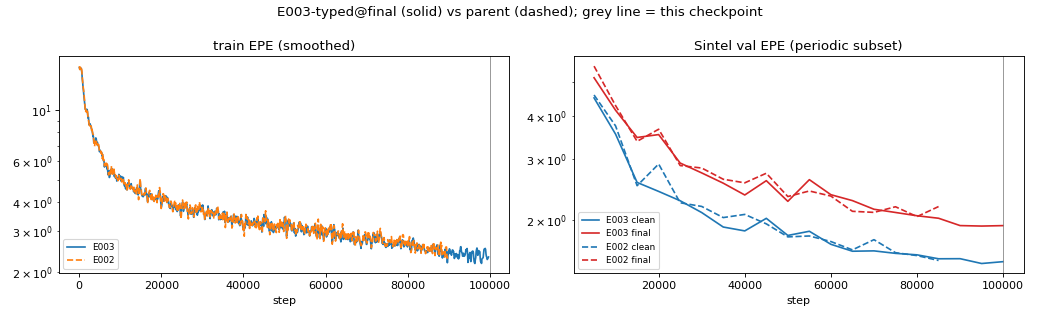 E003-typed@final (solid) vs parent (dashed); grey line = this checkpoint
train EPE (smoothed)
10¹
6 × 10⁰
4 × 10⁰
3 × 10⁰
2 × 10⁰
E003
E002
0
20000
40000
60000
80000
100000
step
Sintel val EPE (periodic subset)
4 × 10⁰
3 × 10⁰
2 × 10⁰
E003 clean
E003 final
E002 clean
E002 final
20000
40000
60000
80000
100000
step